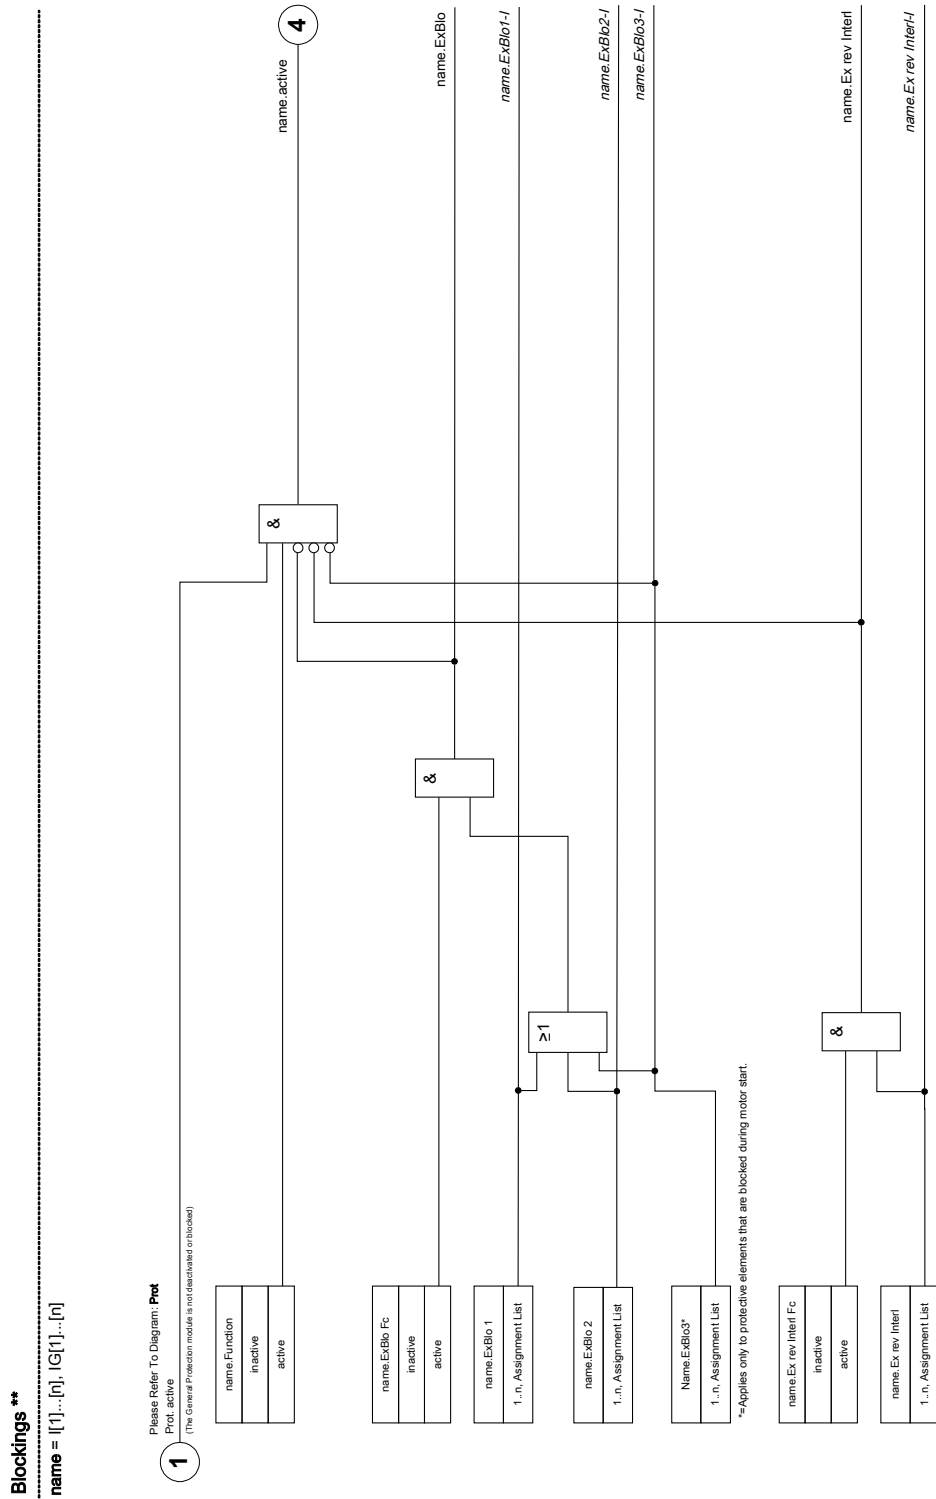 Blockings **
name = I[1]...[n], IG[1]...[n]
Please Refer To Diagram: Prot
Prot. active
1
(The General Protection module is not deactivated or blocked)
name.Function
inactive
active
&
name.active
4
name.ExBlo Fc
inactive
active
&
name.ExBlo
name.ExBlo 1
1..n, Assignment List
name.ExBlo1-I
≥1
name.ExBlo 2
1..n, Assignment List
name.ExBlo2-I
Name.ExBlo3*
1..n, Assignment List
name.ExBlo3-I
*=Applies only to protective elements that are blocked during motor start.
name.Ex rev Interl Fc
inactive
active
&
name.Ex rev Interl
name.Ex rev Interl
1..n, Assignment List
name.Ex rev Interl-I